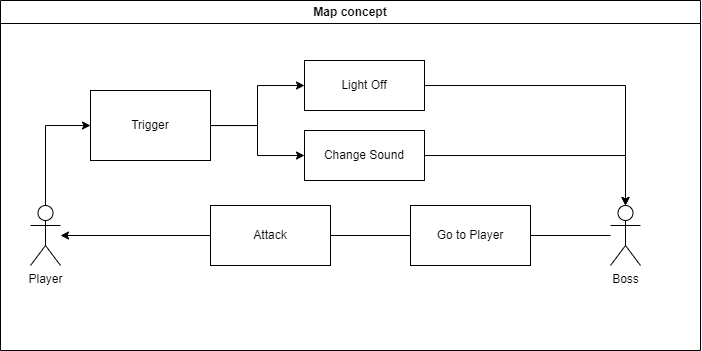 Map concept
Light Off
Trigger
Change Sound
Attack
Go to Player
Player
Boss